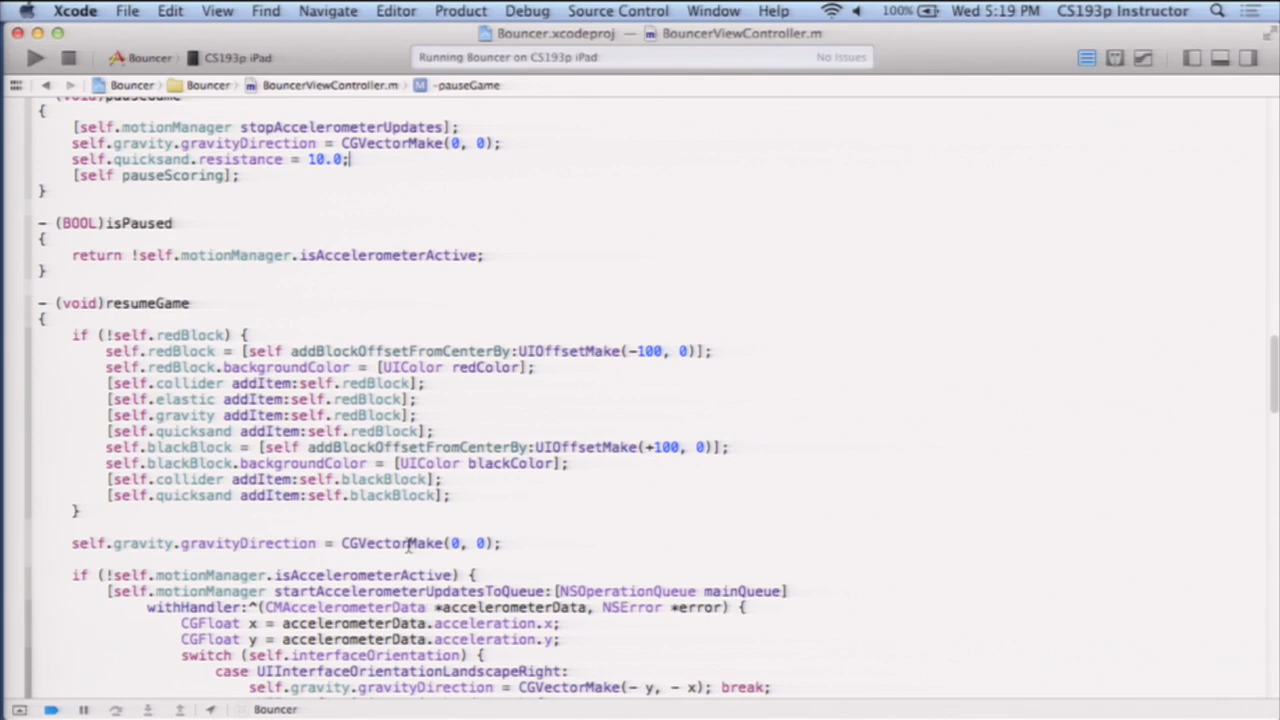 Xcode File Edit View Find Navigate Editor Product Debug Source Control Window Help 100% Wed 5:19 PM CS193p Instructor
Bouncer.xcodeproj — BouncerViewController.m
Bouncer CS193p iPad Running Bouncer on CS193p iPad No Issues
Bouncer Bouncer BouncerViewController.m M -pauseGame
(void)pauseGame
{
[self.motionManager stopAccelerometerUpdates];
self.gravity.gravityDirection = CGVectorMake(0, 0);
self.quicksand.resistance = 10.0;
[self pauseScoring];
}
- (BOOL)isPaused
{
return !self.motionManager.isAccelerometerActive;
}
- (void)resumeGame
{
if (!self.redBlock) {
self.redBlock = [self addBlockOffsetFromCenterBy:UIOffsetMake(-100, 0)];
self.redBlock.backgroundColor = [UIColor redColor];
[self.collider addItem:self.redBlock];
[self.elastic addItem:self.redBlock];
[self.gravity addItem:self.redBlock];
[self.quicksand addItem:self.redBlock];
self.blackBlock = [self addBlockOffsetFromCenterBy:UIOffsetMake(+100, 0)];
self.blackBlock.backgroundColor = [UIColor blackColor];
[self.collider addItem:self.blackBlock];
[self.quicksand addItem:self.blackBlock];
}
self.gravity.gravityDirection = CGVectorMake(0, 0);
if (!self.motionManager.isAccelerometerActive) {
[self.motionManager startAccelerometerUpdatesToQueue:[NSOperationQueue mainQueue]
withHandler:^(CMAccelerometerData *accelerometerData, NSError *error) {
CGFloat x = accelerometerData.acceleration.x;
CGFloat y = accelerometerData.acceleration.y;
switch (self.interfaceOrientation) {
case UIInterfaceOrientationLandscapeRight:
self.gravity.gravityDirection = CGVectorMake(- y, - x); break;
Bouncer